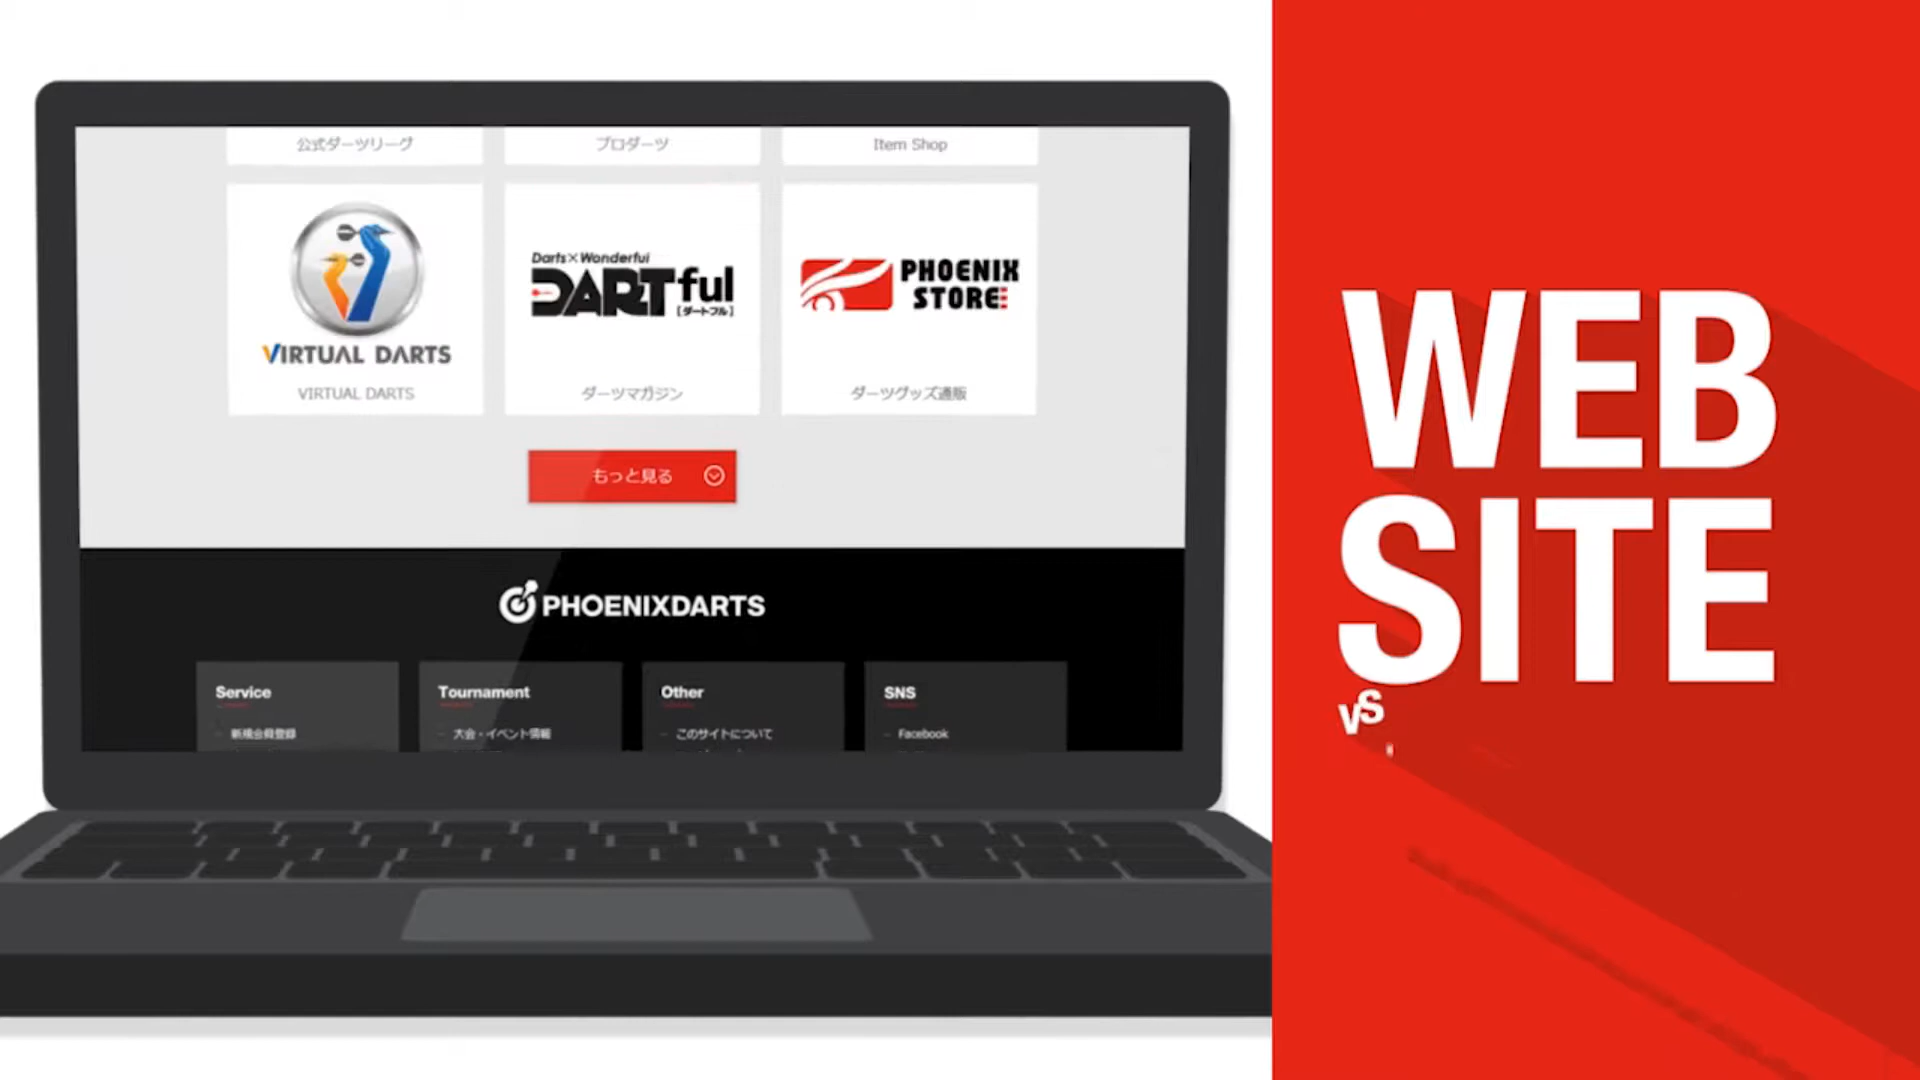 公式ダーツリーグ
プロダーツ
Item Shop
VIRTUAL DARTS
VIRTUAL DARTS
Darts×Wonderful
DARTful
[ダートフル]
ダーツマガジン
PHOENIX
STORE
ダーツグッズ通販
もっと見る
PHOENIXDARTS
Service
新規会員登録
Tournament
大会・イベント情報
Other
このサイトについて
SNS
Facebook
WEB
SITE
VS